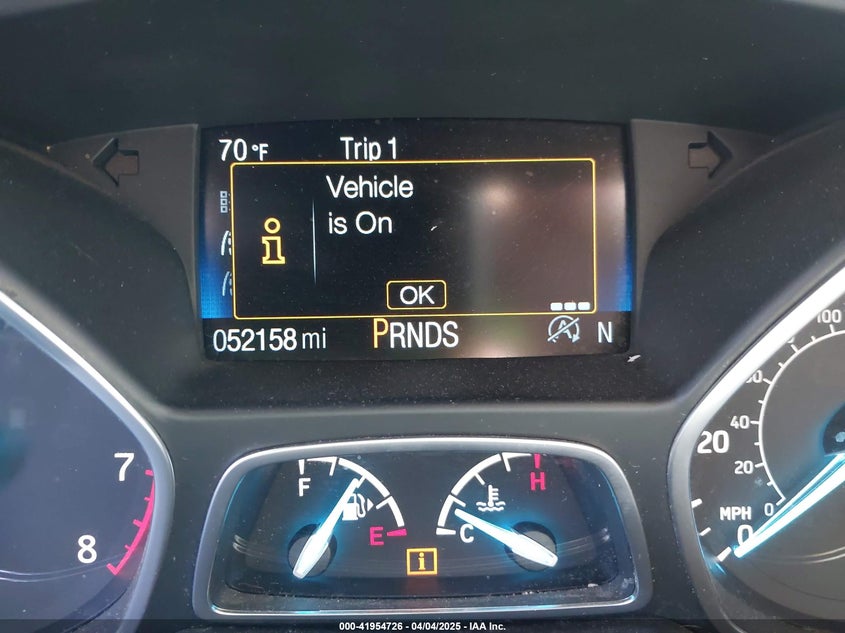 70 °F Trip 1
Vehicle
is On
i
OK
052158 mi PRNDS A N
F
E
H
C
i
7
8
100
80
40
20
0
20
0
MPH
000-41954726 - 04/04/2025 - IAA Inc.